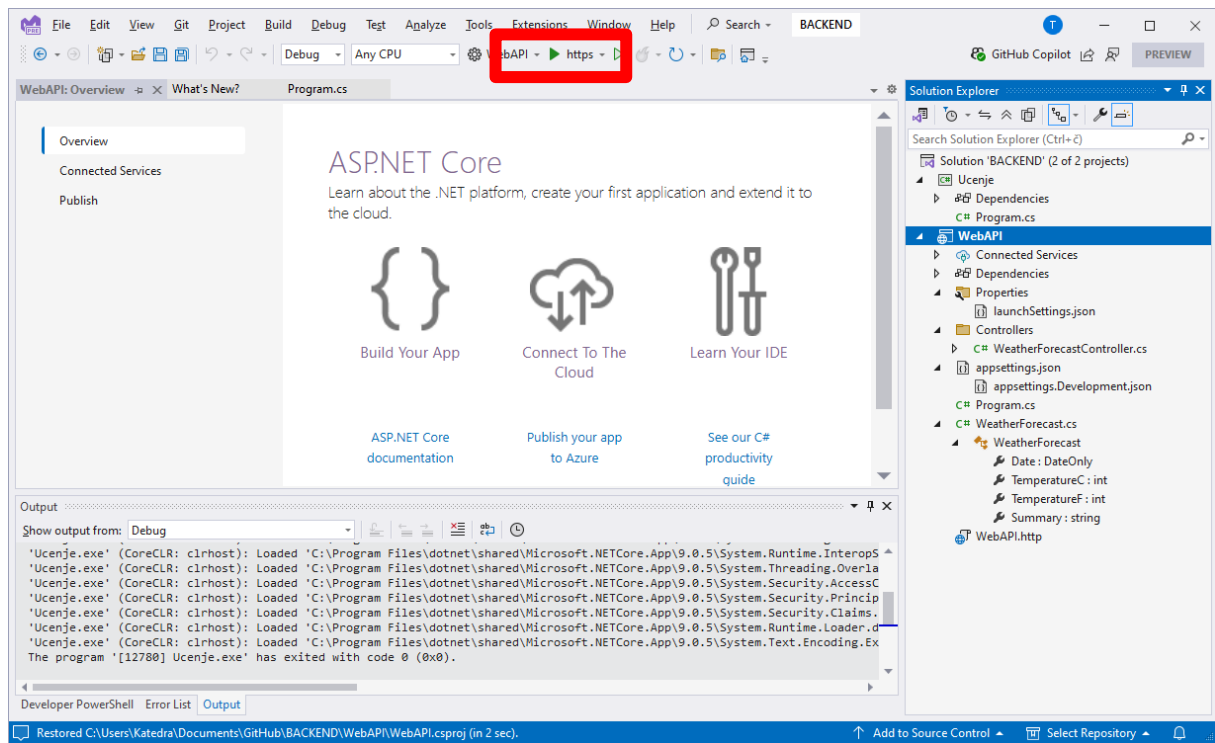 File Edit View Git Project Build Debug Test Analyze Tools Extensions Window Help Search BACKEND T
Debug Any CPU WebAPI https GitHub Copilot PREVIEW
WebAPI: Overview What's New? Program.cs
Overview
Connected Services
Publish
ASP.NET Core
Learn about the .NET platform, create your first application and extend it to
the cloud.
Build Your App
Connect To The
Cloud
Learn Your IDE
ASP.NET Core
documentation
Publish your app
to Azure
See our C#
productivity
guide
Solution Explorer
Search Solution Explorer (Ctrl+č)
Solution 'BACKEND' (2 of 2 projects)
C# Ucenje
Dependencies
C# Program.cs
WebAPI
Connected Services
Dependencies
Properties
launchSettings.json
Controllers
C# WeatherForecastController.cs
appsettings.json
appsettings.Development.json
C# Program.cs
C# WeatherForecast.cs
WeatherForecast
Date : DateOnly
TemperatureC : int
TemperatureF : int
Summary : string
WebAPI.http
Output
Show output from: Debug
'Ucenje.exe' (CoreCLR: clrhost): Loaded 'C:\Program Files\dotnet\shared\Microsoft.NETCore.App\9.0.5\System.Runtime.InteropS
'Ucenje.exe' (CoreCLR: clrhost): Loaded 'C:\Program Files\dotnet\shared\Microsoft.NETCore.App\9.0.5\System.Threading.Overla
'Ucenje.exe' (CoreCLR: clrhost): Loaded 'C:\Program Files\dotnet\shared\Microsoft.NETCore.App\9.0.5\System.Security.AccessC
'Ucenje.exe' (CoreCLR: clrhost): Loaded 'C:\Program Files\dotnet\shared\Microsoft.NETCore.App\9.0.5\System.Security.Princip
'Ucenje.exe' (CoreCLR: clrhost): Loaded 'C:\Program Files\dotnet\shared\Microsoft.NETCore.App\9.0.5\System.Security.Claims.
'Ucenje.exe' (CoreCLR: clrhost): Loaded 'C:\Program Files\dotnet\shared\Microsoft.NETCore.App\9.0.5\System.Runtime.Loader.d
'Ucenje.exe' (CoreCLR: clrhost): Loaded 'C:\Program Files\dotnet\shared\Microsoft.NETCore.App\9.0.5\System.Text.Encoding.Ex
The program '[12780] Ucenje.exe' has exited with code 0 (0x0).
Developer PowerShell Error List Output
Restored C:\Users\Katedra\Documents\GitHub\BACKEND\WebAPI\WebAPI.csproj (in 2 sec). Add to Source Control Select Repository